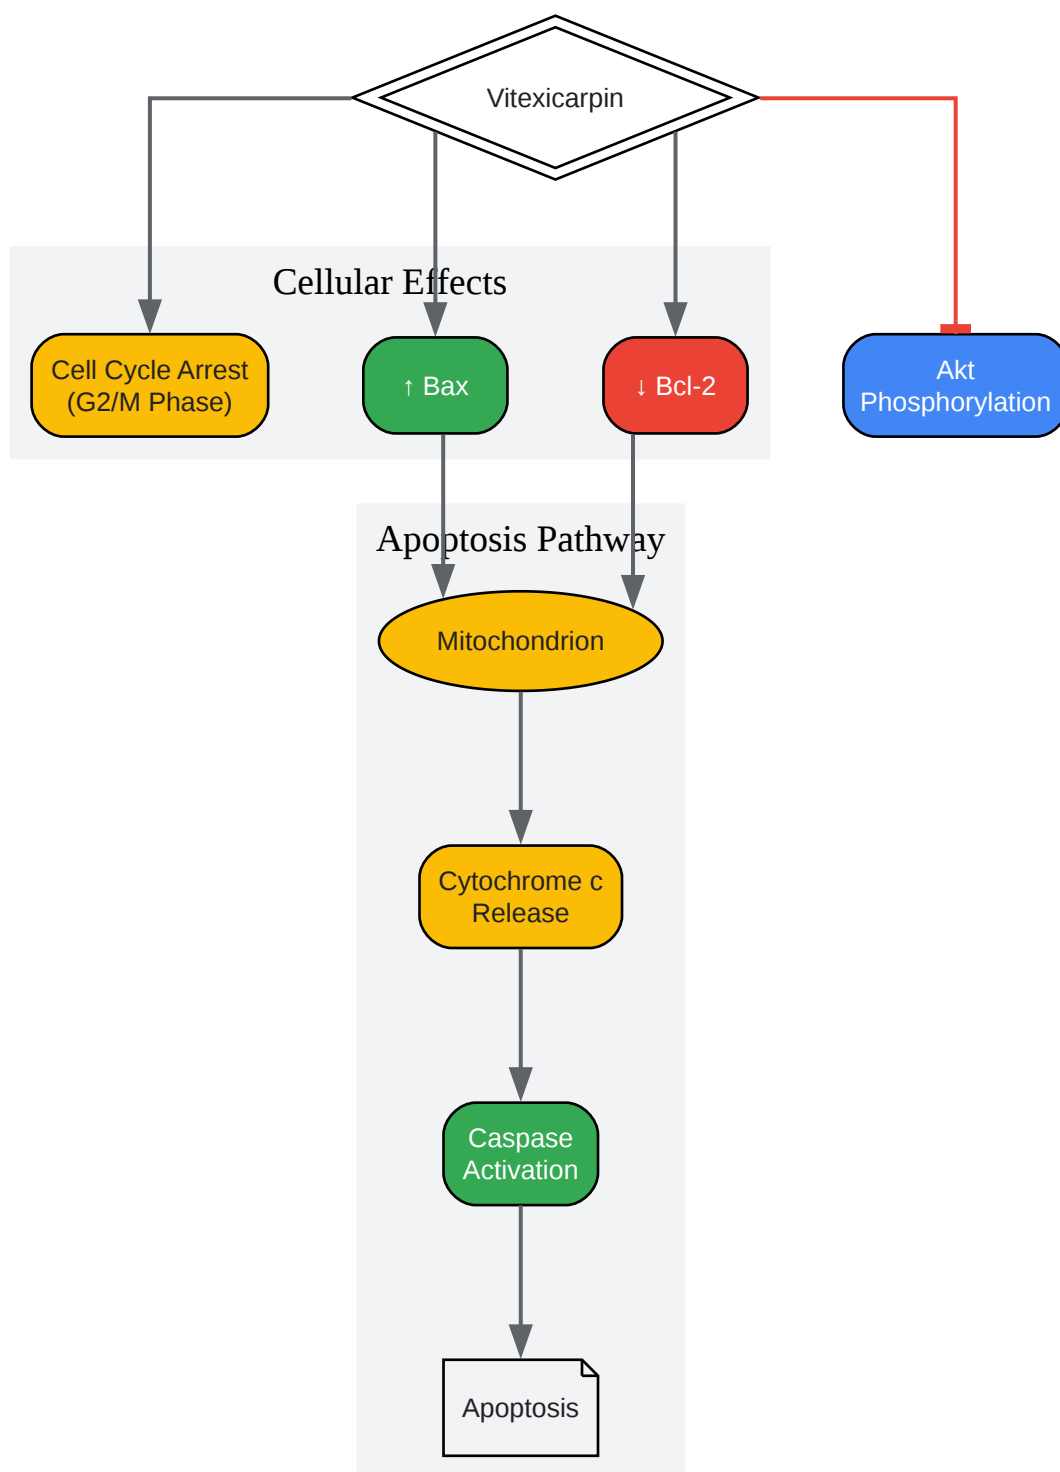 Vitexicarpin
Cellular Effects
Cell Cycle Arrest
(G2/M Phase)
↑ Bax
↓ Bcl-2
Akt
Phosphorylation
Apoptosis Pathway
Mitochondrion
Cytochrome c
Release
Caspase
Activation
Apoptosis